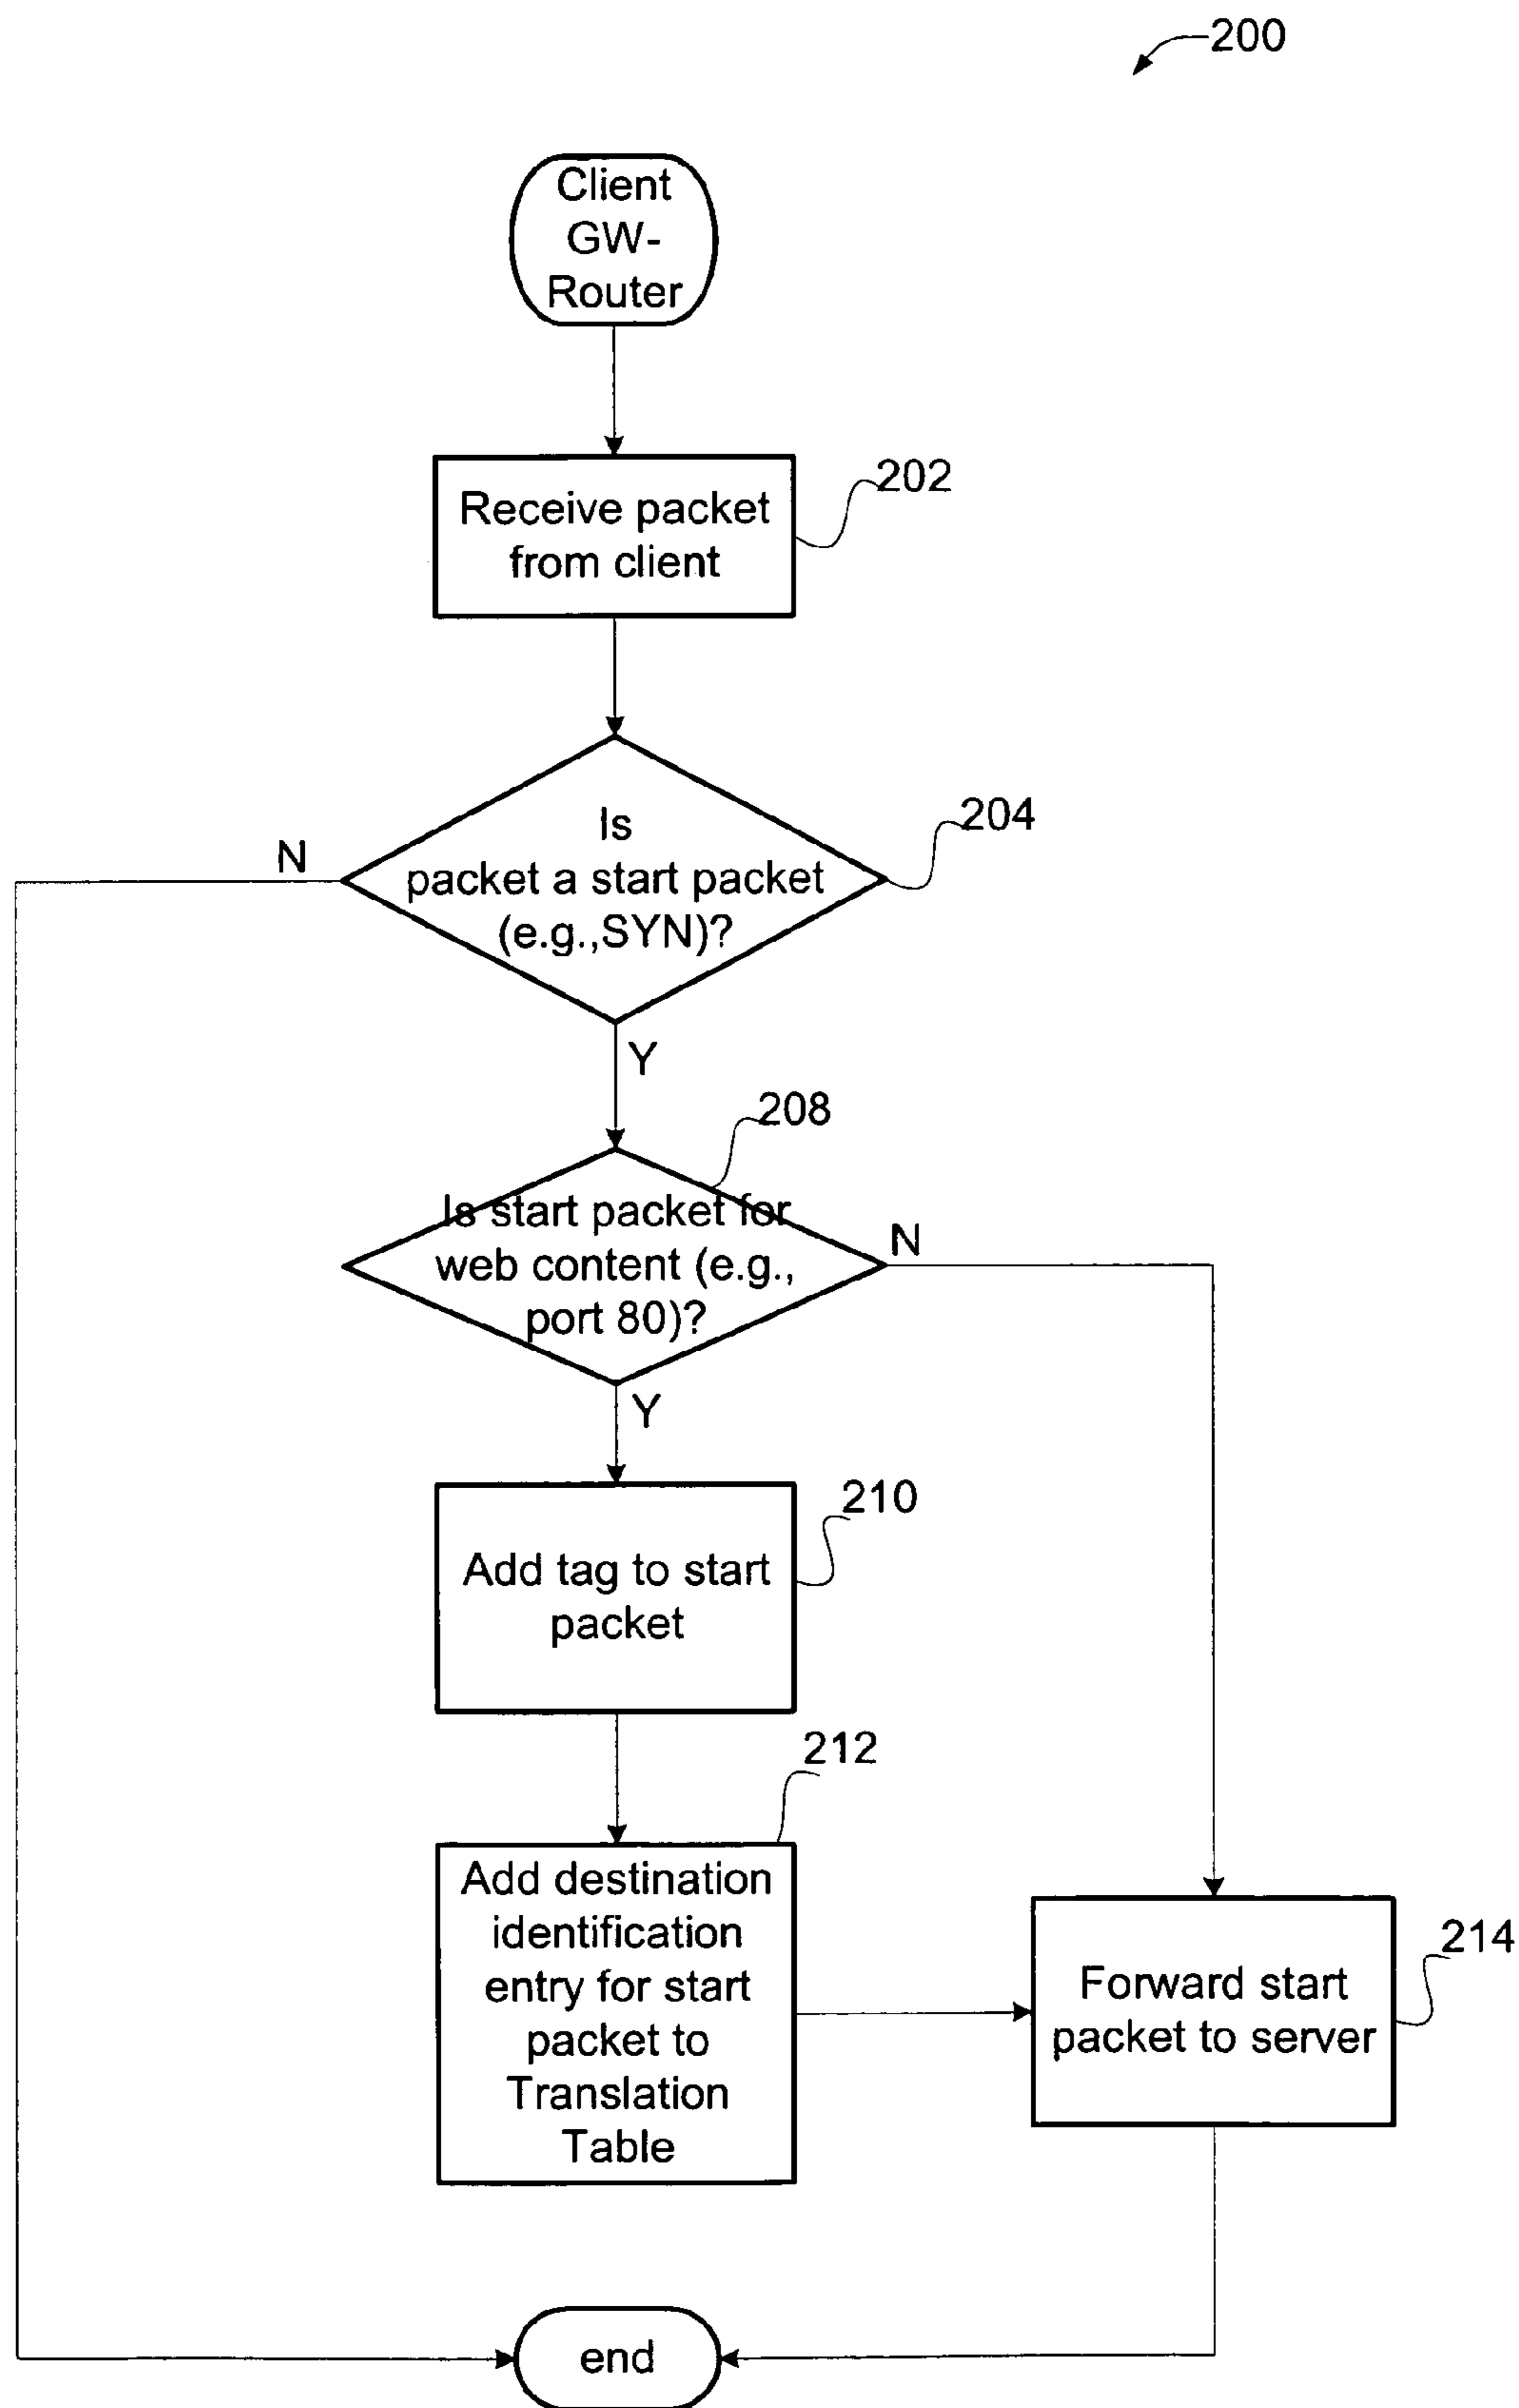 200
Client
GW-
Router
Receive packet
from client
202
Is
packet a start packet
(e.g.,SYN)?
204
N
Y
208
Is start packet for
web content (e.g.,
port 80)?
N
Y
210
Add tag to start
packet
212
Add destination
identification
entry for start
packet to
Translation
Table
Forward start
packet to server
214
end